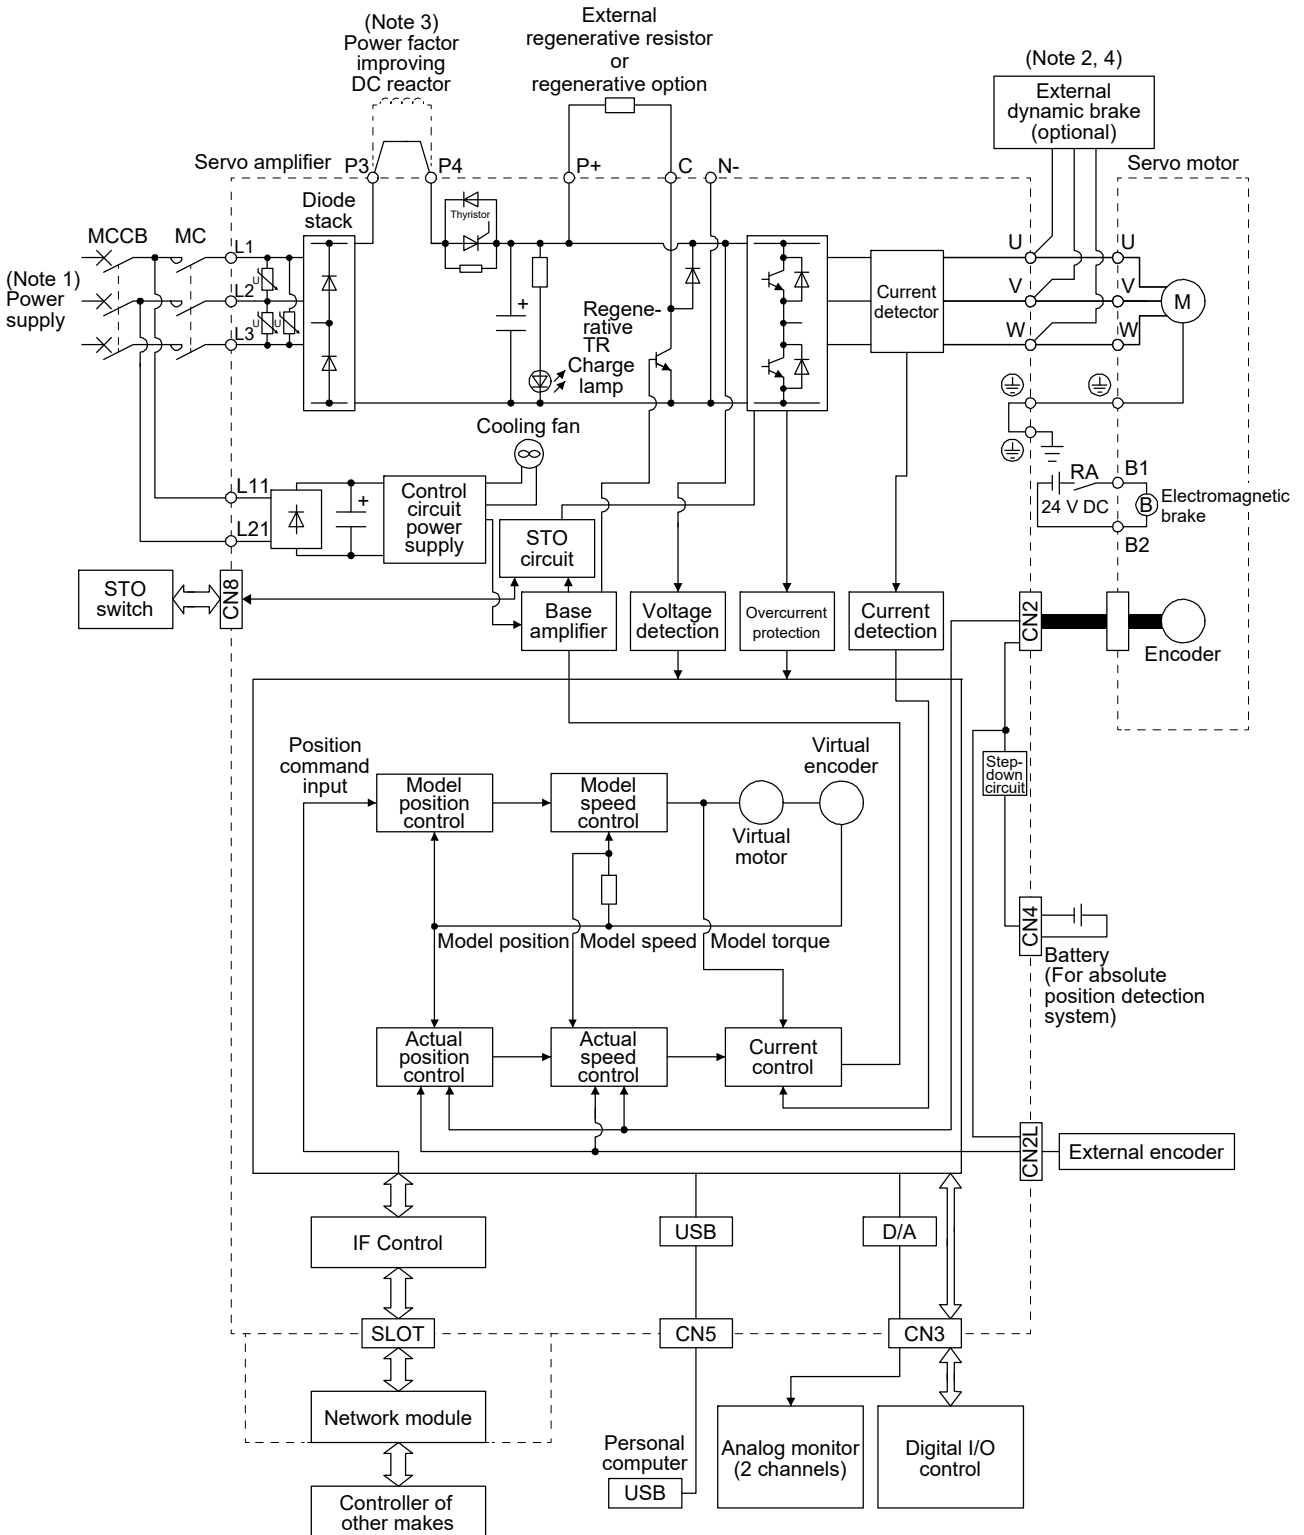 External
regenerative resistor
or
regenerative option
(Note 3)
Power factor
improving
DC reactor
(Note 2, 4)
External
dynamic brake
(optional)
Servo amplifier
P3
P4
P+
C
N-
Servo motor
Diode
stack
Thyristor
MCCB
MC
L1
U
U
(Note 1)
Power
supply
L2
U
Current
detector
V
V
M
Regene-
rative
TR
+
L3
U
U
W
W
Charge
lamp
Cooling fan
L11
+
Control
circuit
power
supply
RA
24 V DC
B1
B
Electromagnetic
brake
B2
L21
STO
circuit
STO
switch
CN8
Base
amplifier
Voltage
detection
Overcurrent
protection
Current
detection
CN2
Encoder
Position
command
input
Virtual
encoder
Step-
down
circuit
Model
position
control
Model
speed
control
Virtual
motor
Model position
Model speed
Model torque
CN4
Battery
(For absolute
position detection
system)
Actual
position
control
Actual
speed
control
Current
control
CN2L
External encoder
IF Control
USB
D/A
SLOT
CN5
CN3
Network module
Personal
computer
USB
Analog monitor
(2 channels)
Digital I/O
control
Controller of
other makes